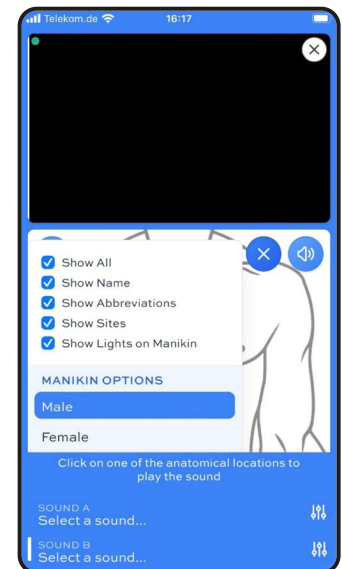 Telekom.de 16:17
Show All
Show Name
Show Abbreviations
Show Sites
Show Lights on Manikin
MANIKIN OPTIONS
Male
Female
Click on one of the anatomical locations to
play the sound
SOUND A
Select a sound...
SOUND B
Select a sound...